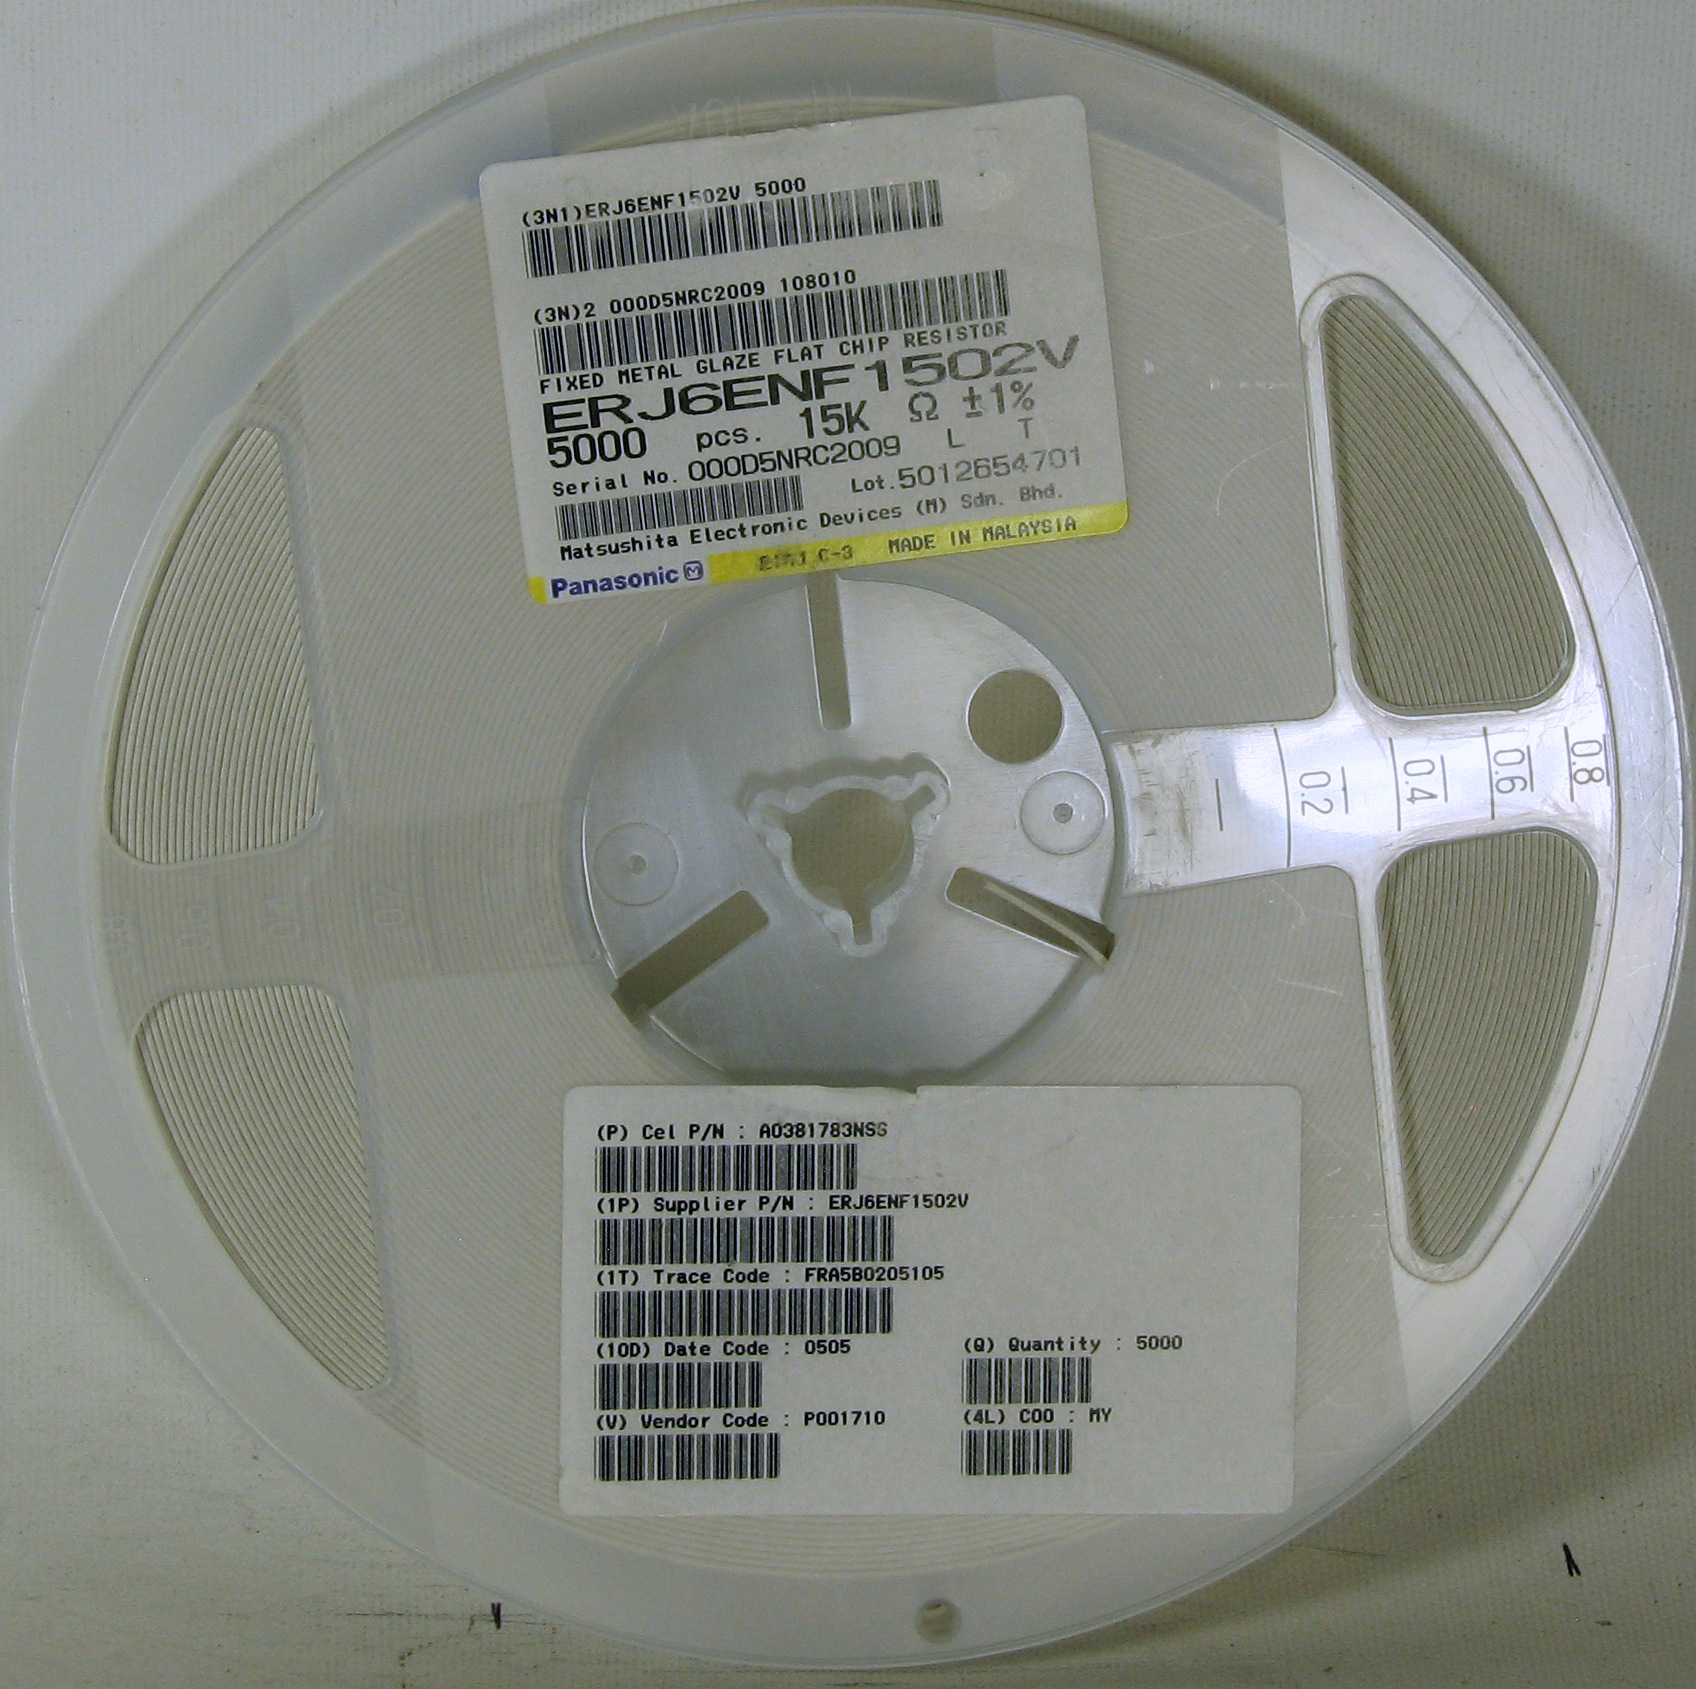 (3N1)ERJ6ENF1502V 5000
(3N)2 000D5NRC2009 108010
FIXED METAL GLAZE FLAT CHIP RESISTOR
ERJ6ENF1502V
5000 pcs. 15K Ω ±1%
Serial No. 000D5NRC2009 L T
Lot.5012654701
Matsushita Electronic Devices (M) Sdn. Bhd.
Panasonic M C-3 MADE IN MALAYSIA
0.2 0.4 0.6 0.8
(P) Cel P/N : A0381783NSG
(1P) Supplier P/N : ERJ6ENF1502V
(1T) Trace Code : FRA5B0205105
(10D) Date Code : 0505 (Q) Quantity : 5000
(V) Vendor Code : P001710 (4L) COO : MY